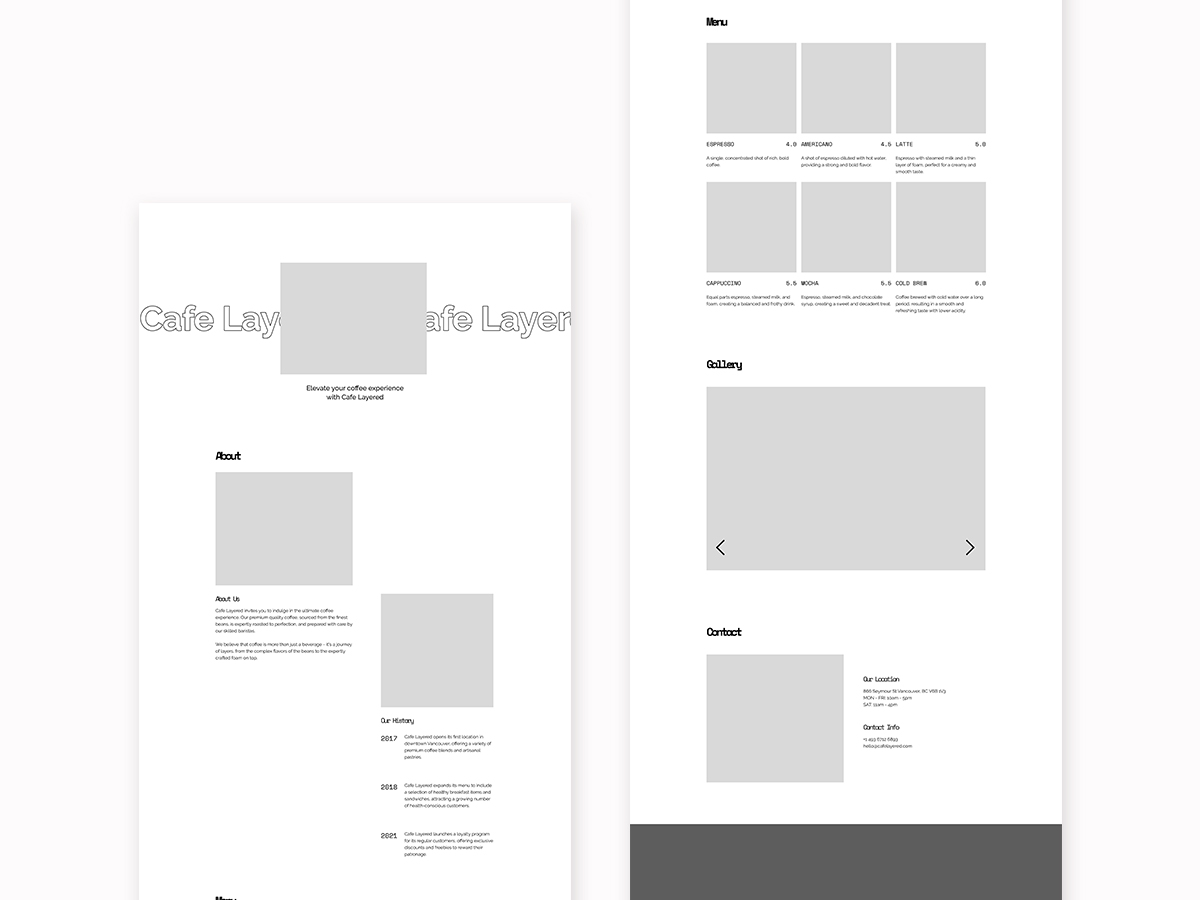 Cafe Lay
afe Layer
Elevate your coffee experience
with Cafe Layered
About
About Us
Cafe Layered invites you to indulge in the ultimate coffee
experience. Our premium quality coffee, sourced from the finest
beans, is expertly roasted to perfection, and prepared with care by
our skilled baristas.
We believe that coffee is more than just a beverage - it's a journey
of layers, from the complex flavors of the beans to the expertly
crafted foam on top.
Our History
2017
Cafe Layered opens its first location in
downtown Vancouver, offering a variety of
premium coffee blends and artisanal
pastries.
2018
Cafe Layered expands its menu to include
a selection of healthy breakfast items and
sandwiches, attracting a growing number
of health-conscious customers.
2021
Cafe Layered launches a loyalty program
for its regular customers, offering exclusive
discounts and freebies to reward their
patronage.
Menu
Menu
ESPRESSO 4.0
A single, concentrated shot of rich, bold
coffee.
AMERICANO 4.5
A shot of espresso diluted with hot water,
providing a strong and bold flavor.
LATTE 5.0
Espresso with steamed milk and a thin
layer of foam, perfect for a creamy and
smooth taste.
CAPPUCCINO 5.5
Equal parts espresso, steamed milk, and
foam, creating a balanced and frothy drink.
MOCHA 5.5
Espresso, steamed milk, and chocolate
syrup, creating a sweet and decadent treat.
COLD BREW 6.0
Coffee brewed with cold water over a long
period, resulting in a smooth and
refreshing taste with lower acidity.
Gallery
Contact
Our Location
866 Seymour St Vancouver, BC V6B
MON - FRI: 10am - 5pm
SAT: 11am - 4pm
Contact Info
hello@cafelayered.com